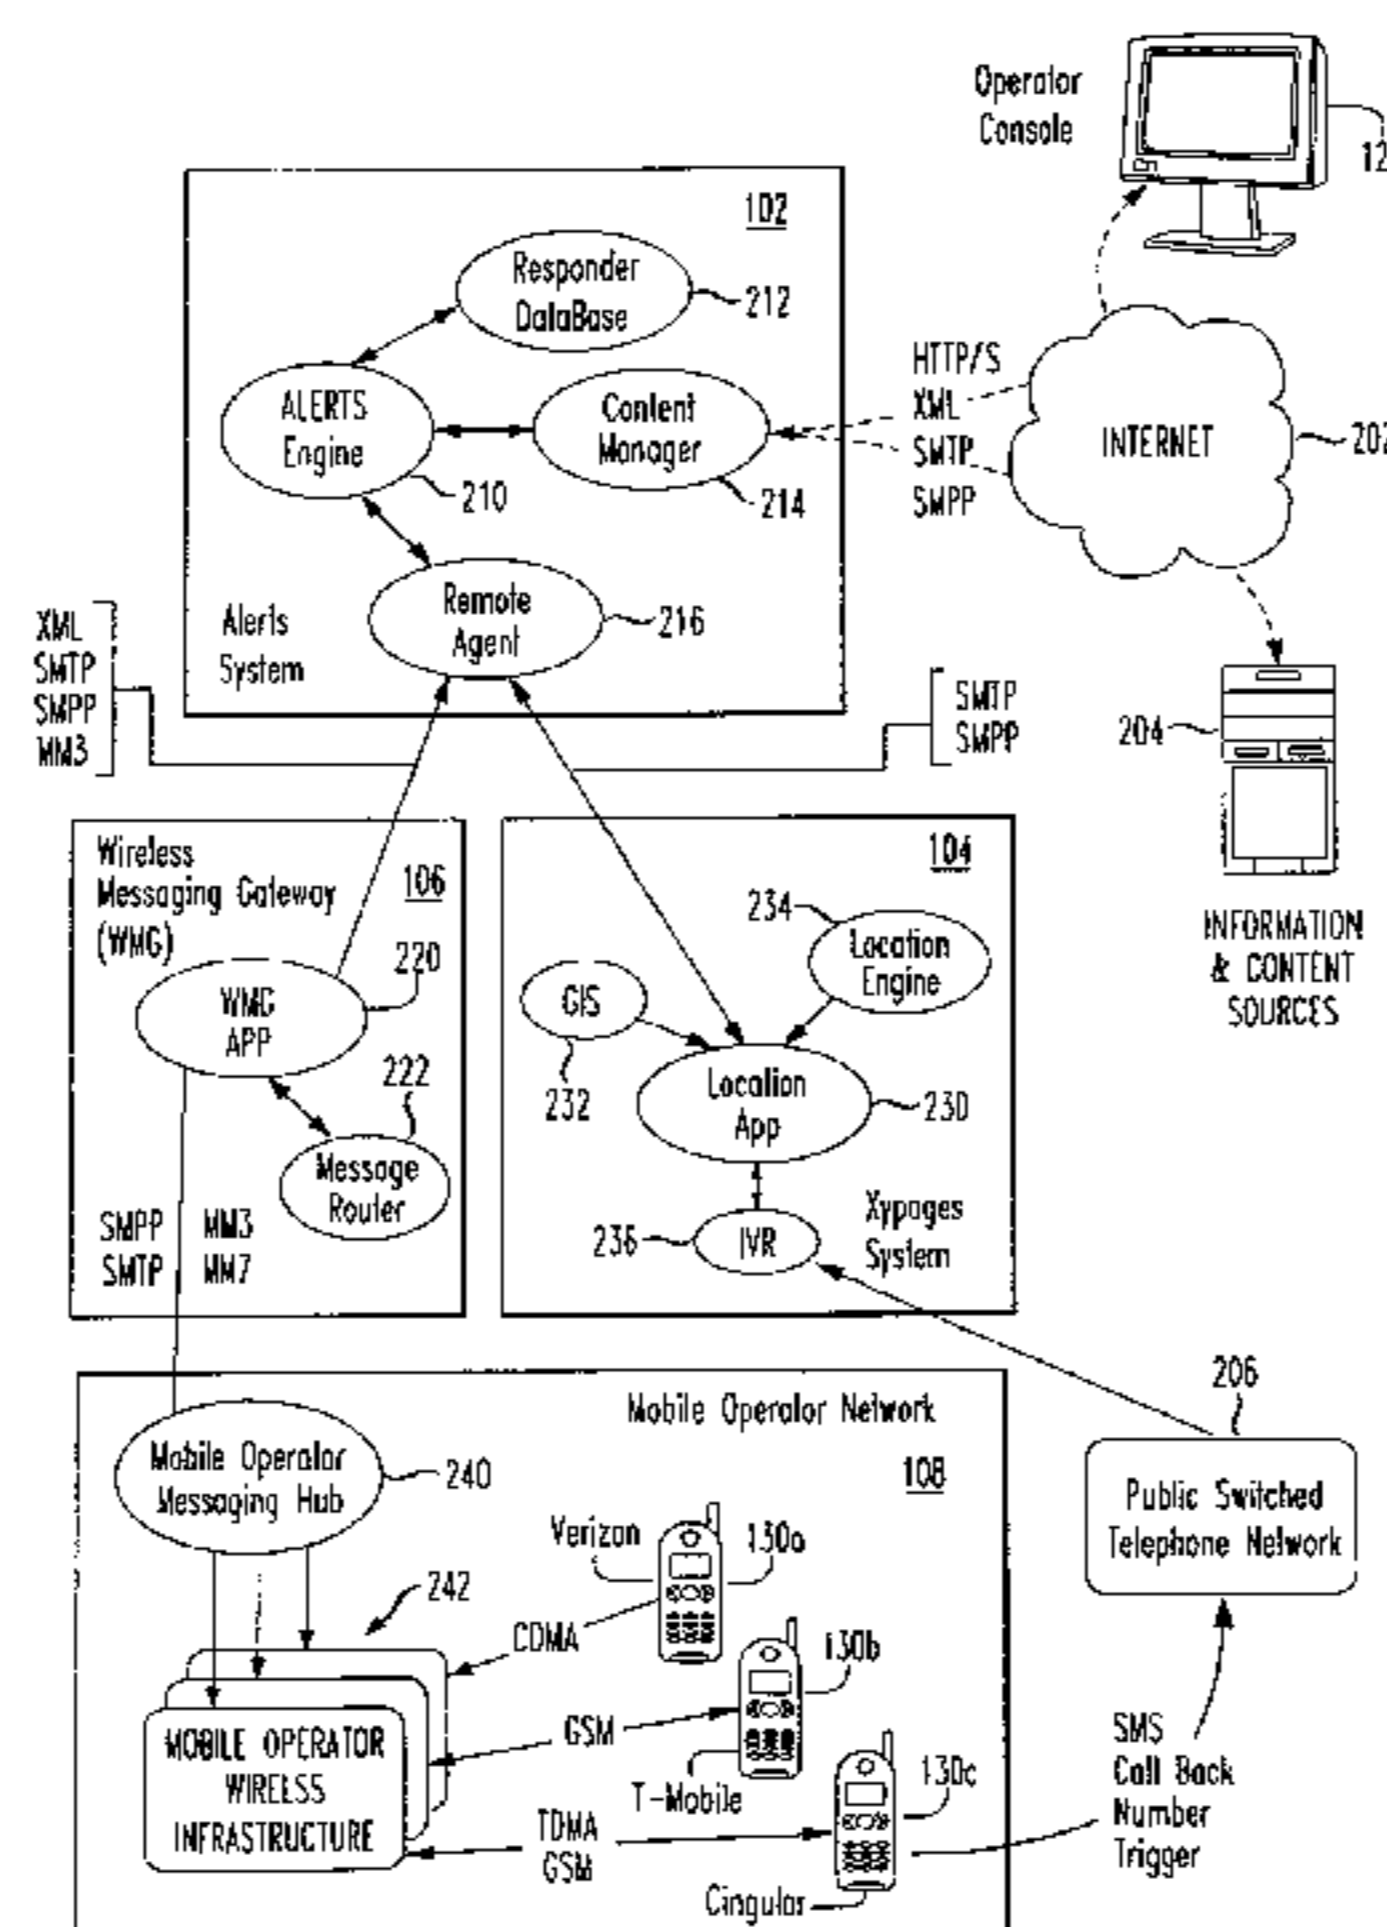 Operator
Console
12
102
Responder
DataBase
212
ALERTS
Engine
210
Content
Manager
214
HTTP/S
XML
SMTP
SMPP
INTERNET
202
Remote
Agent
216
Alerts
System
XML
SMTP
SMPP
MM3
SMTP
SMPP
204
INFORMATION
& CONTENT
SOURCES
Wireless
Messaging Gateway
(WMG)
106
220
WMG
APP
222
Message
Router
SMPP MM3
SMTP MM7
104
234
Location
Engine
GIS
232
Location
App
230
236
IVR
Xypages
System
206
Public Switched
Telephone Network
Mobile Operator Network
108
Mobile Operator
Messaging Hub
240
242
Verizon
130a
CDMA
130b
GSM
T-Mobile
130c
MOBILE OPERATOR
WIRELSS
INFRASTRUCTURE
TDMA
GSM
Cingular
SMS
Call Back
Number
Trigger